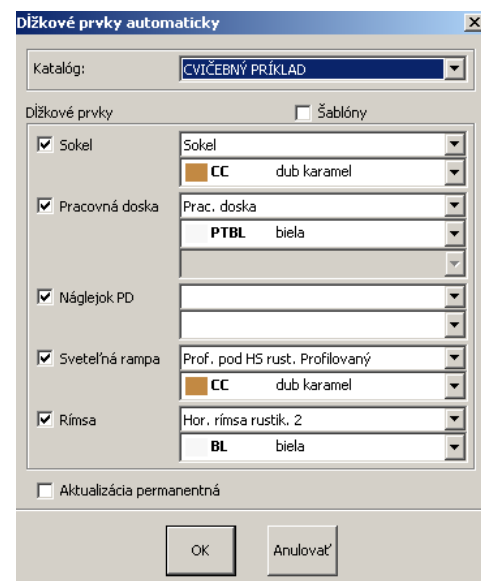 Dĺžkové prvky automaticky
Katalóg: CVIČEBNÝ PRÍKLAD
Dĺžkové prvky Šablóny
Sokel Sokel
CC dub karamel
Pracovná doska Prac. doska
PTBL biela
Náglejok PD
Sveteľná rampa Prof. pod HS rust. Profilovaný
CC dub karamel
Rímsa Hor. rímsa rustik. 2
BL biela
Aktualizácia permanentná
OK Anulovať